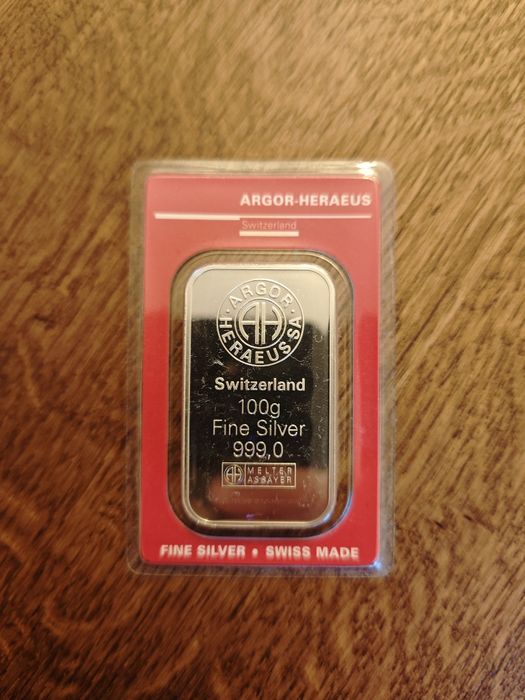 ARGOR-HERAEUS
Switzerland
· ARGOR ·
HERAEUS SA
AH
Switzerland
100g
Fine Silver
999,0
AH MELTER
ASSAYER
FINE SILVER • SWISS MADE